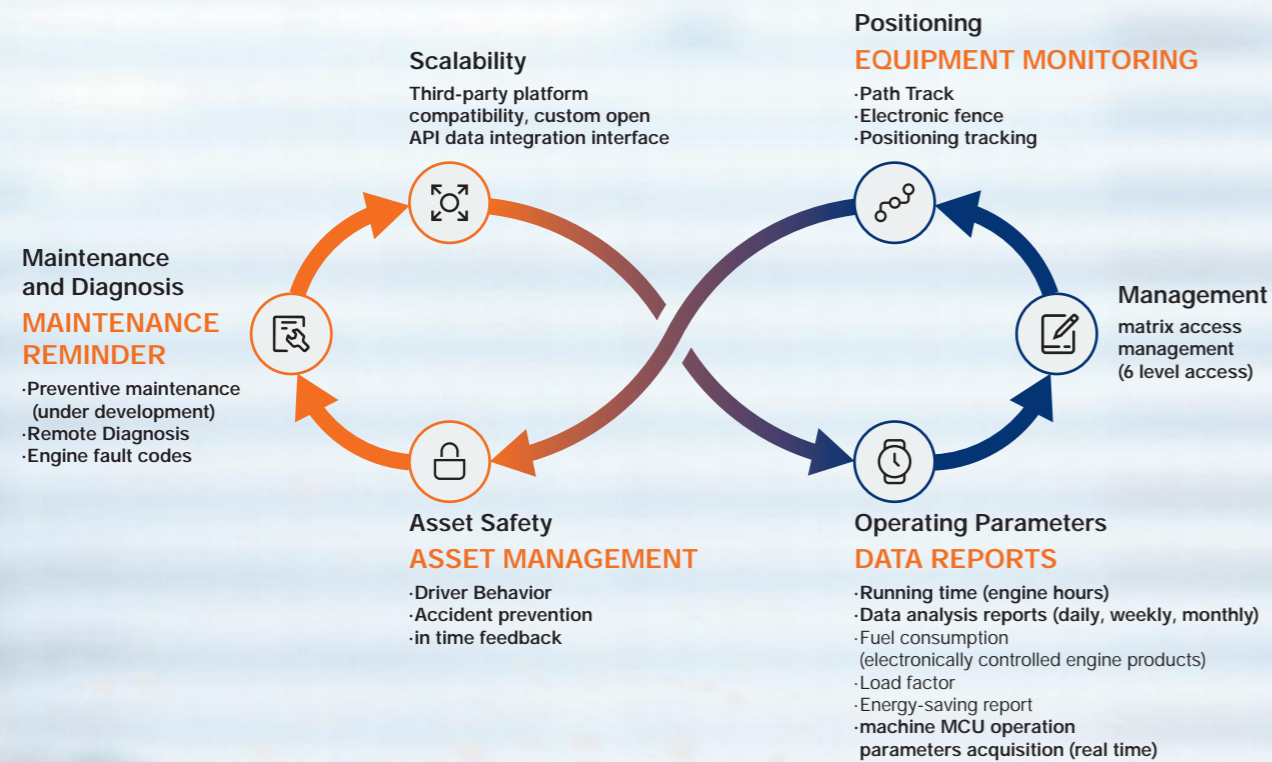 Scalability
Third-party platform
compatibility, custom open
API data integration interface
Positioning
EQUIPMENT MONITORING
·Path Track
·Electronic fence
·Positioning tracking
Maintenance
and Diagnosis
MAINTENANCE
REMINDER
·Preventive maintenance
(under development)
·Remote Diagnosis
·Engine fault codes
Management
matrix access
management
(6 level access)
Asset Safety
ASSET MANAGEMENT
·Driver Behavior
·Accident prevention
·in time feedback
Operating Parameters
DATA REPORTS
·Running time (engine hours)
·Data analysis reports (daily, weekly, monthly)
·Fuel consumption
(electronically controlled engine products)
·Load factor
·Energy-saving report
·machine MCU operation
parameters acquisition (real time)